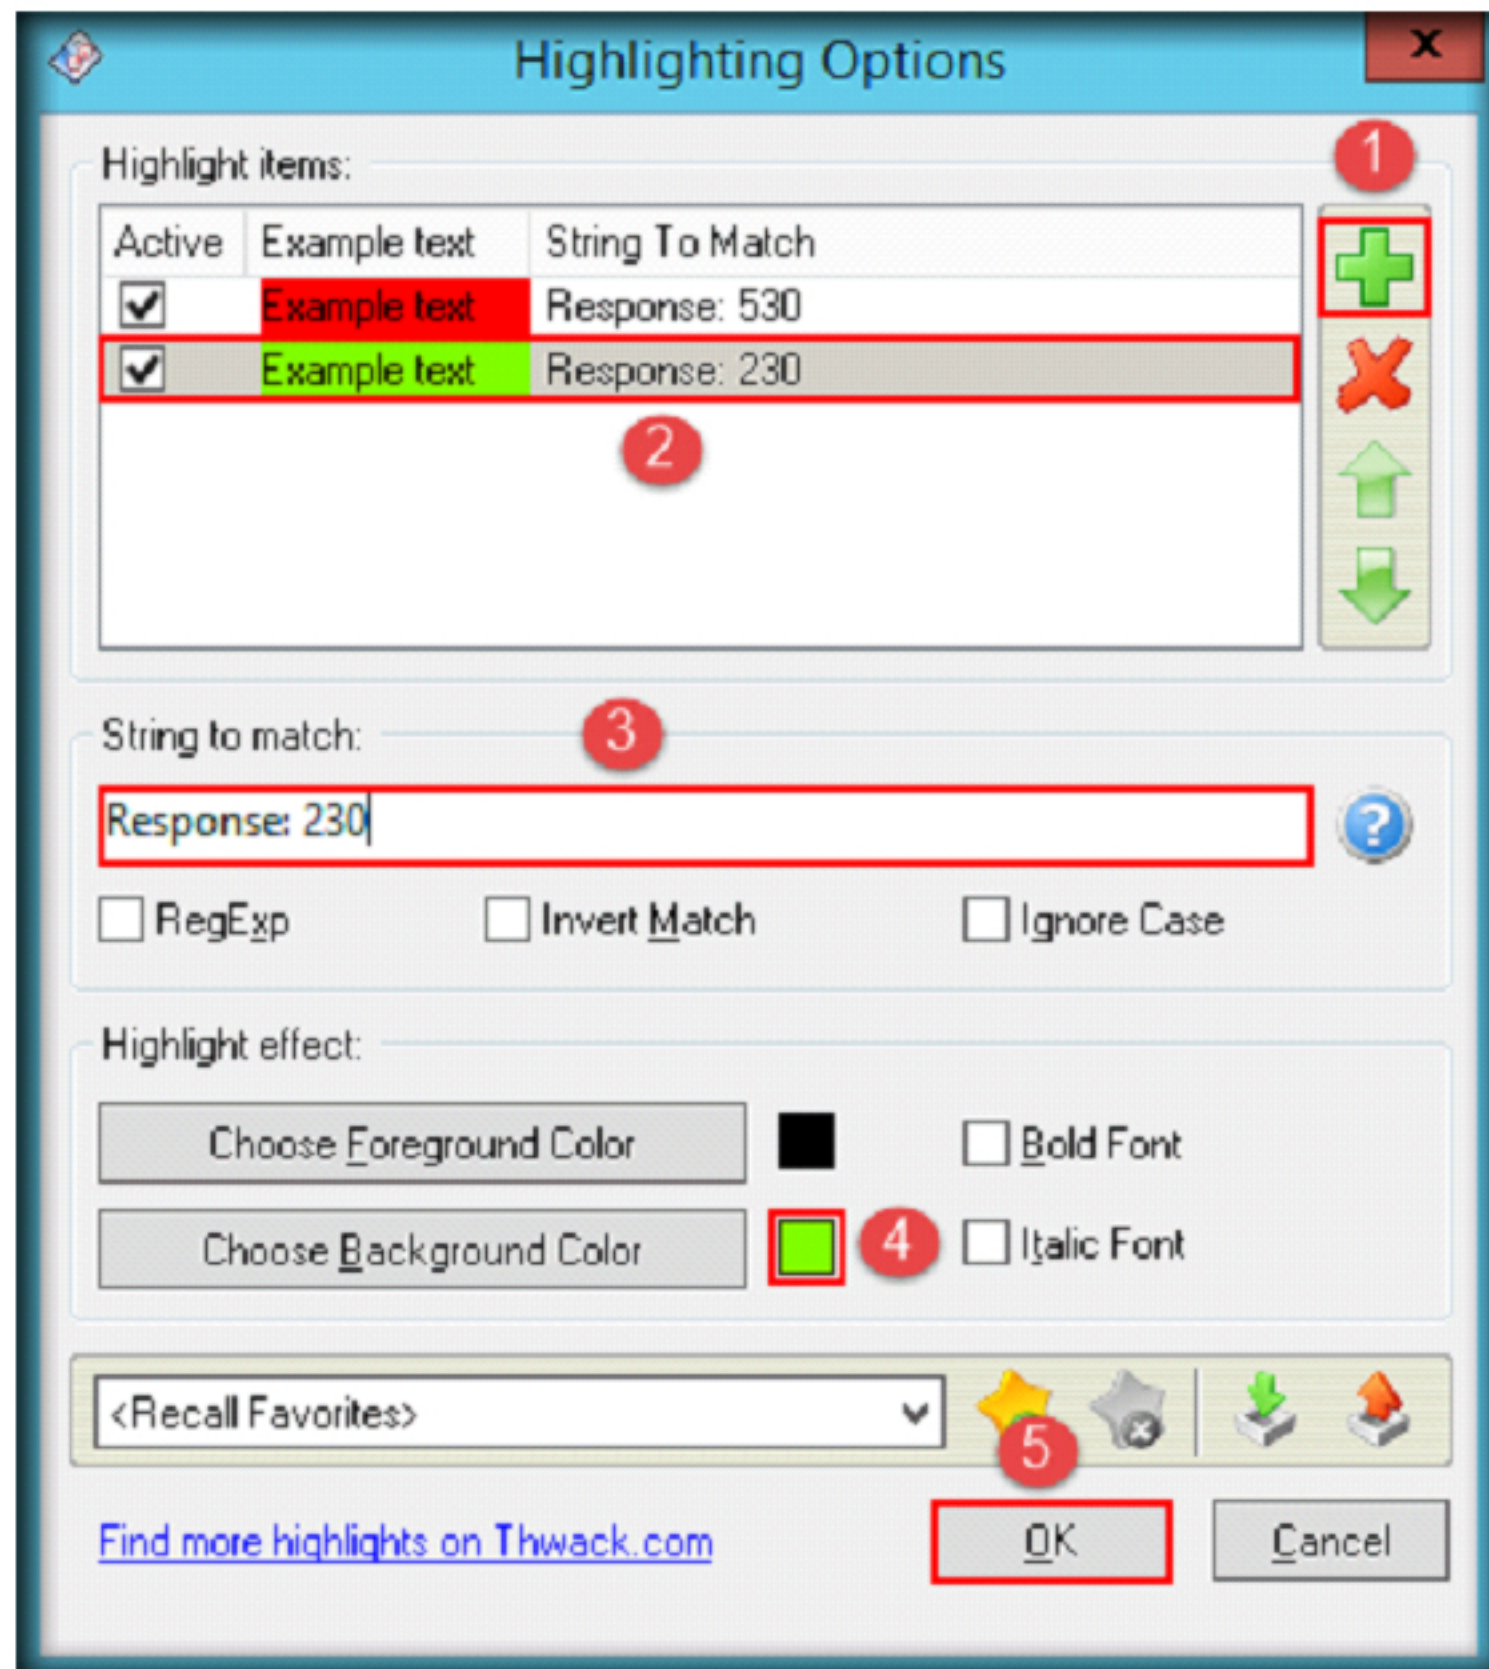 Highlighting Options
x
1
Highlight items:
Active Example text String To Match
Example text Response: 530
Example text Response: 230
2
3
String to match:
Response: 230
?
RegExp Invert Match Ignore Case
Highlight effect:
Choose Foreground Color Bold Font
Choose Background Color 4 Italic Font
<Recall Favorites>
5
Find more highlights on Thwack.com OK Cancel